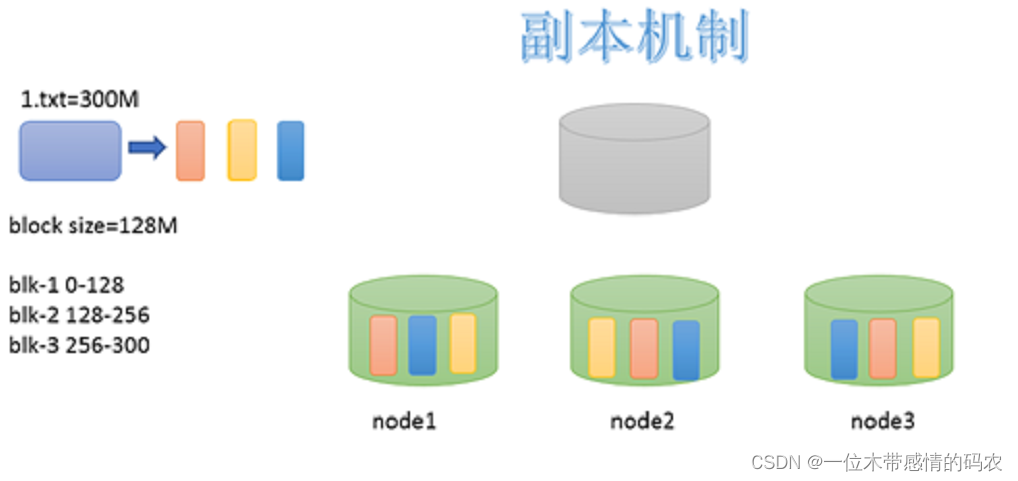 副本机制
1.txt=300M
block size=128M
blk-1 0-128
blk-2 128-256
blk-3 256-300
node1
node2
node3
CSDN @一位木带感情的码农